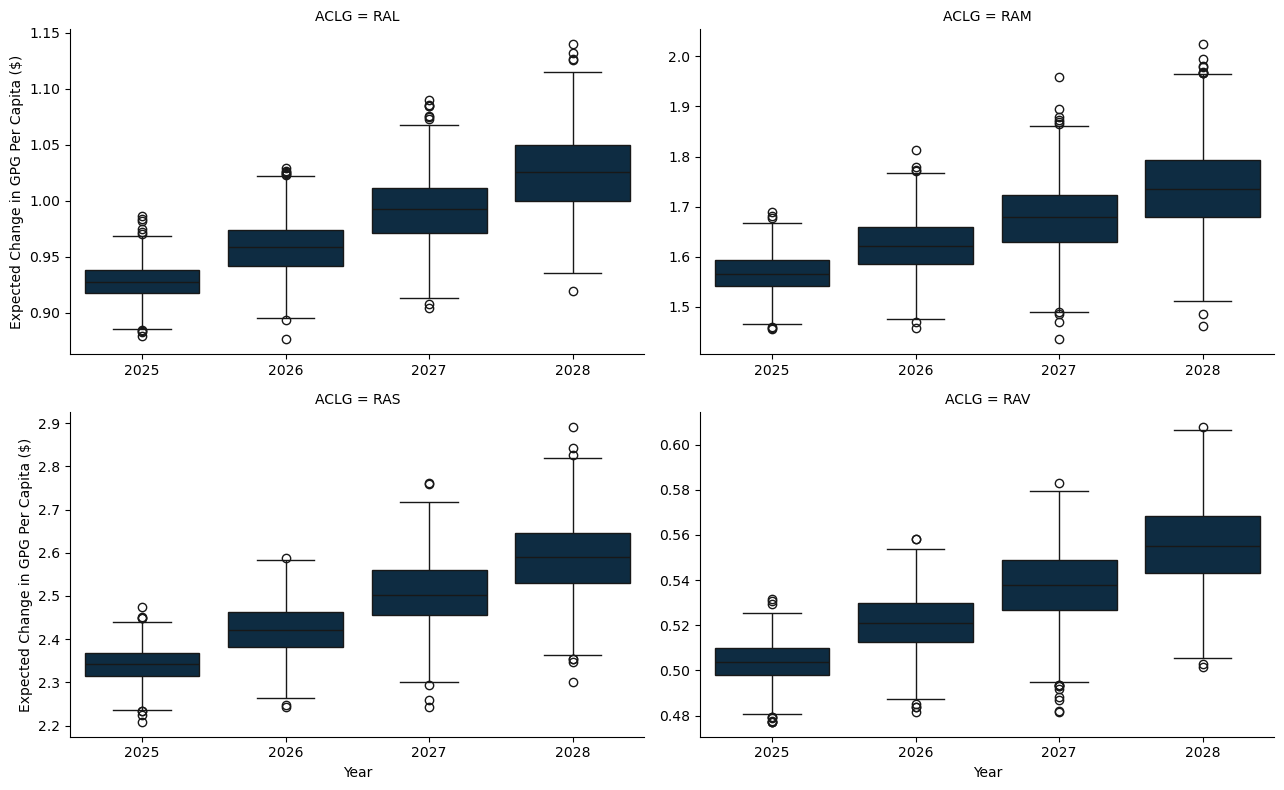 ACLG = RAL
Expected Change in GPG Per Capita ($)
1.15
1.10
1.05
1.00
0.95
0.90
2025 2026 2027 2028
ACLG = RAM
2.0
1.9
1.8
1.7
1.6
1.5
2025 2026 2027 2028
ACLG = RAS
Expected Change in GPG Per Capita ($)
2.9
2.8
2.7
2.6
2.5
2.4
2.3
2.2
2025 2026 2027 2028
Year
ACLG = RAV
0.60
0.58
0.56
0.54
0.52
0.50
0.48
2025 2026 2027 2028
Year